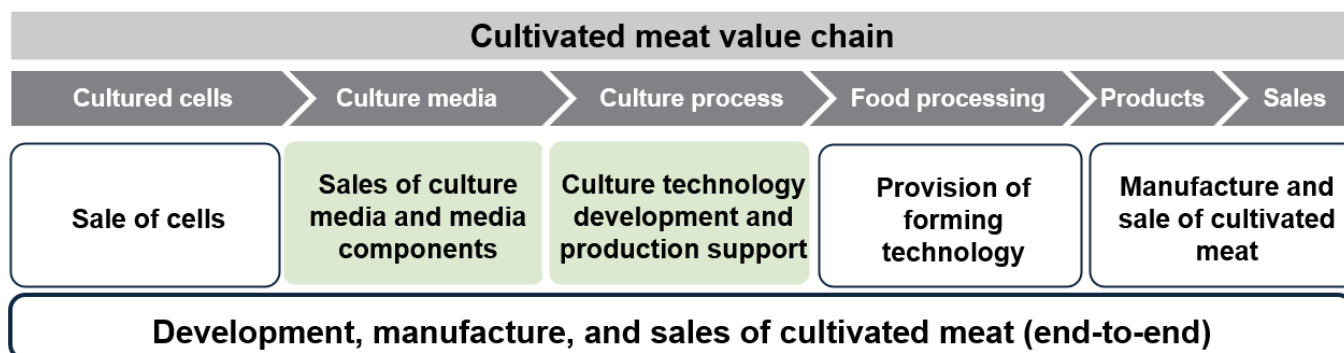 Cultivated meat value chain
Cultured cells
Culture media
Culture process
Food processing
Products
Sales
Sale of cells
Sales of culture
media and media
components
Culture technology
development and
production support
Provision of
forming
technology
Manufacture and
sale of cultivated
meat
Development, manufacture, and sales of cultivated meat (end-to-end)